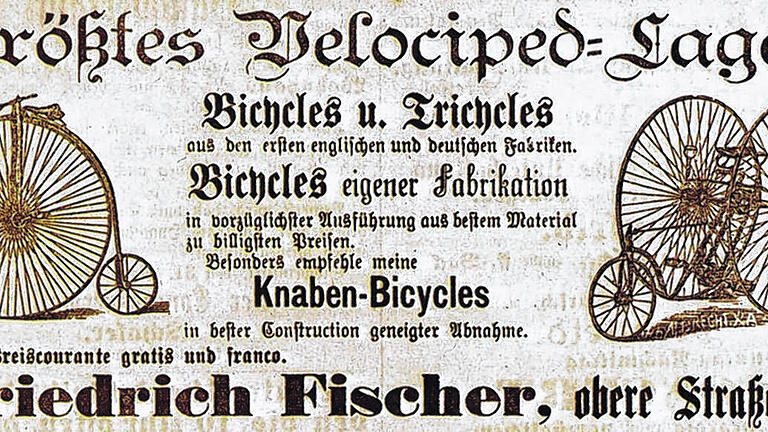 rößtes Velociped=Lage
Bicycles u. Tricycles
aus den ersten englischen und deutschen Fabriken.
Bicycles eigener Fabrikation
in vorzüglichster Ausführung aus bestem Material
zu billigsten Preisen.
Besonders empfehle meine
Knaben-Bicycles
in bester Construction geneigter Abnahme.
Preiscourante gratis und franco.
riedrich Fischer, obere Straße